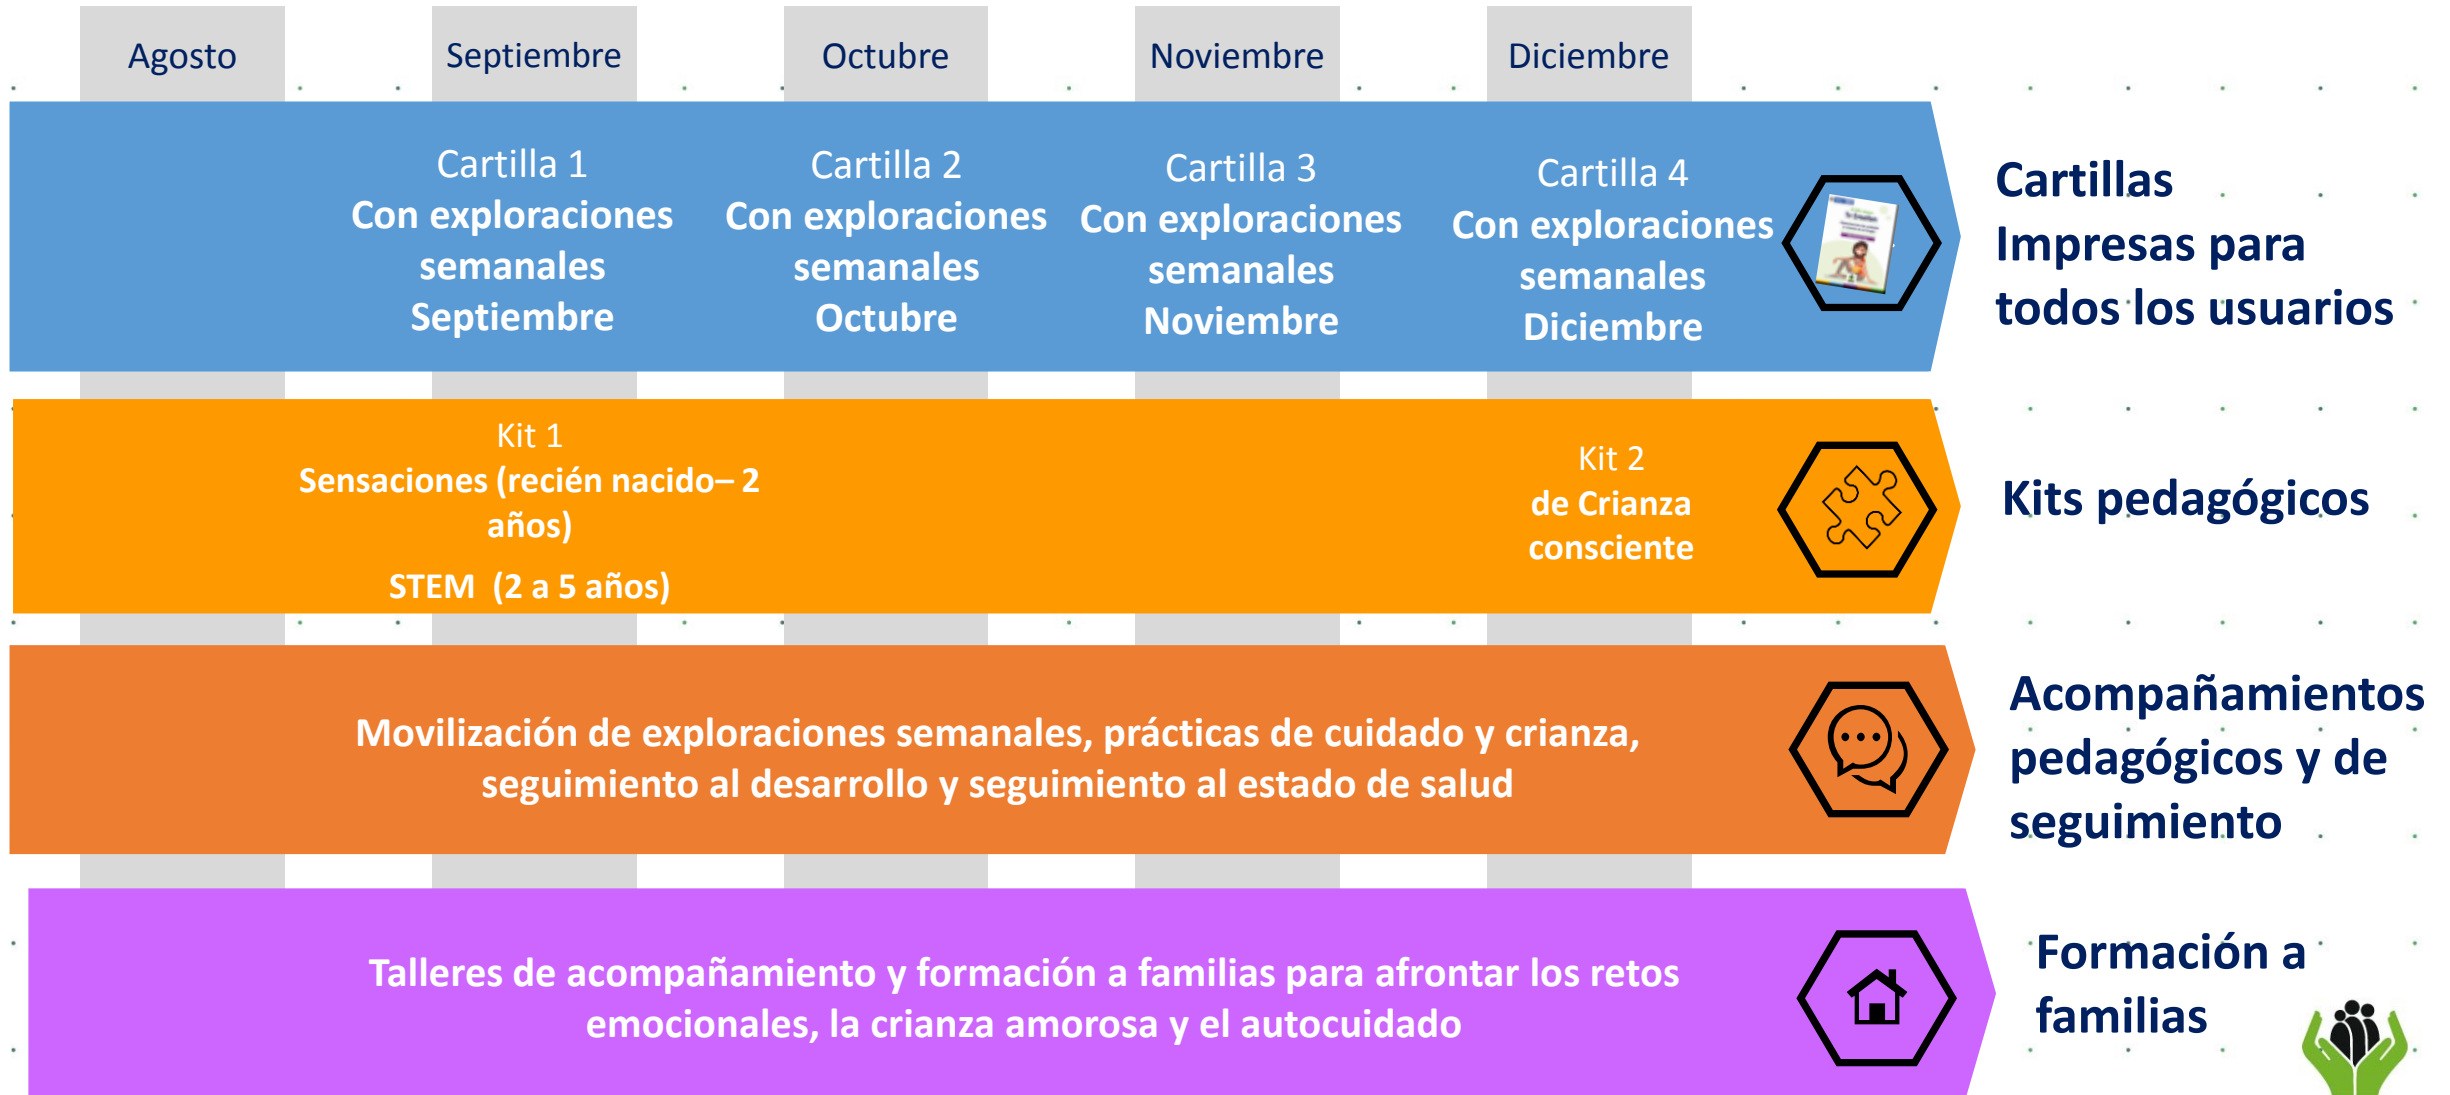 Agosto
Septiembre
Octubre
Noviembre
Diciembre
Cartilla 1
Con exploraciones
semanales
Septiembre
Cartilla 2
Con exploraciones
semanales
Octubre
Cartilla 3
Con exploraciones
semanales
Noviembre
Cartilla 4
Con exploraciones
semanales
Diciembre
Cartillas
Impresas para
todos los usuarios
Kit 1
Sensaciones (recién nacido– 2
años)
STEM  (2 a 5 años)
Kit 2
de Crianza
consciente
Kits pedagógicos
Movilización de exploraciones semanales, prácticas de cuidado y crianza,
seguimiento al desarrollo y seguimiento al estado de salud
Acompañamientos
pedagógicos y de
seguimiento
Talleres de acompañamiento y formación a familias para afrontar los retos
emocionales, la crianza amorosa y el autocuidado
Formación a
familias